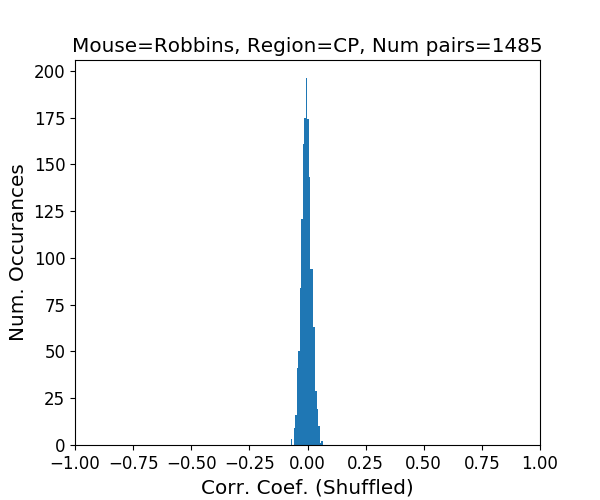 Mouse=Robbins, Region=CP, Num pairs=1485
200
175
150
125
100
75
50
25
0
Num. Occurances
−1.00 −0.75 −0.50 −0.25 0.00 0.25 0.50 0.75 1.00
Corr. Coef. (Shuffled)